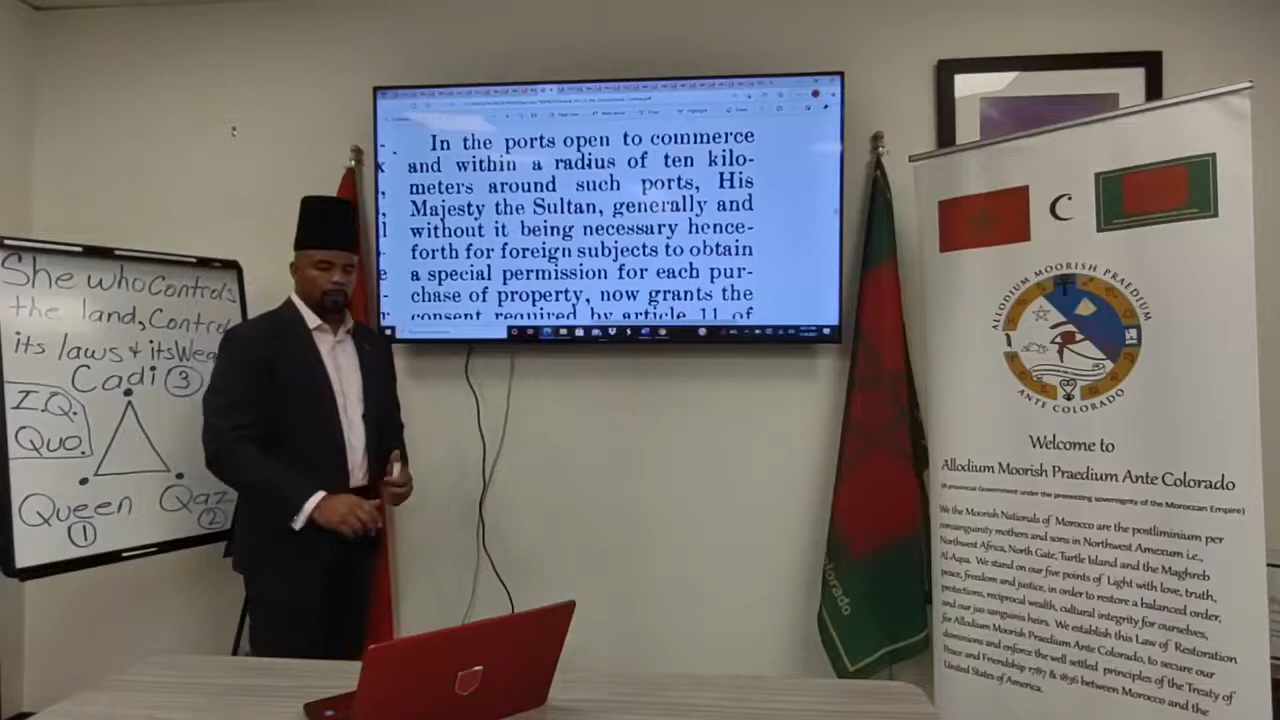 She who Controls
the land, Control
its laws & its Wea
Cadi ③
I.Q.
Quo.
Queen
①
Qaz
②
In the ports open to commerce
and within a radius of ten kilo-
meters around such ports, His
Majesty the Sultan, generally and
without it being necessary hence-
forth for foreign subjects to obtain
a special permission for each pur-
chase of property, now grants the
consent required by article 11 of
olorado
ALLODIUM MOORISH PRAEDIUM
ANTE COLORADO
Welcome to
Allodium Moorish Praedium Ante Colorado
(A provincial Government under the preexisting sovereignty of the Moroccan Empire)
We the Moorish Nationals of Morocco are the postliminium per
consanguinity mothers and sons in Northwest Amexum i.e.,
Northwest Africa, North Gate, Turtle Island and the Maghreb
Al-Aqsa. We stand on our five points of Light with love, truth,
peace, freedom and justice, in order to restore a balanced order,
protections, reciprocal wealth, cultural integrity for ourselves,
and our jus sanguinis heirs. We establish this Law of Restoration
for Allodium Moorish Praedium Ante Colorado, to secure our
dominions and enforce the well settled principles of the Treaty of
Peace and Friendship 1787 & 1836 between Morocco and the
United States of America.